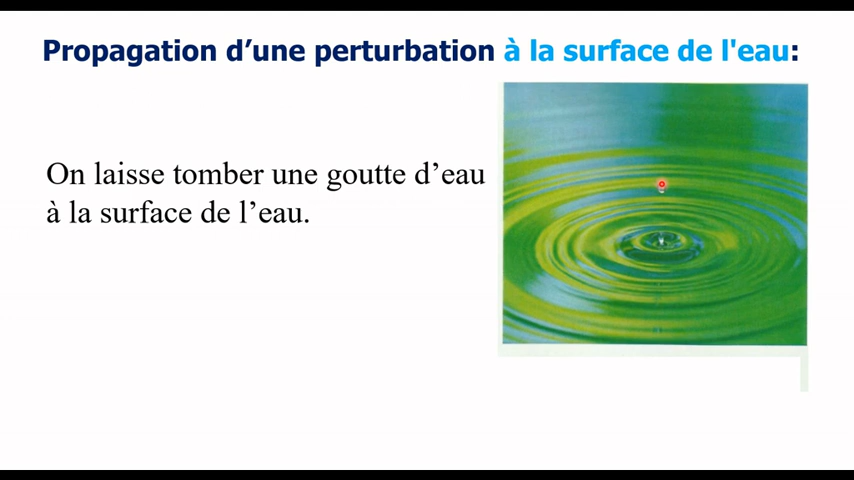 Propagation d’une perturbation à la surface de l'eau:
On laisse tomber une goutte d’eau
à la surface de l’eau.